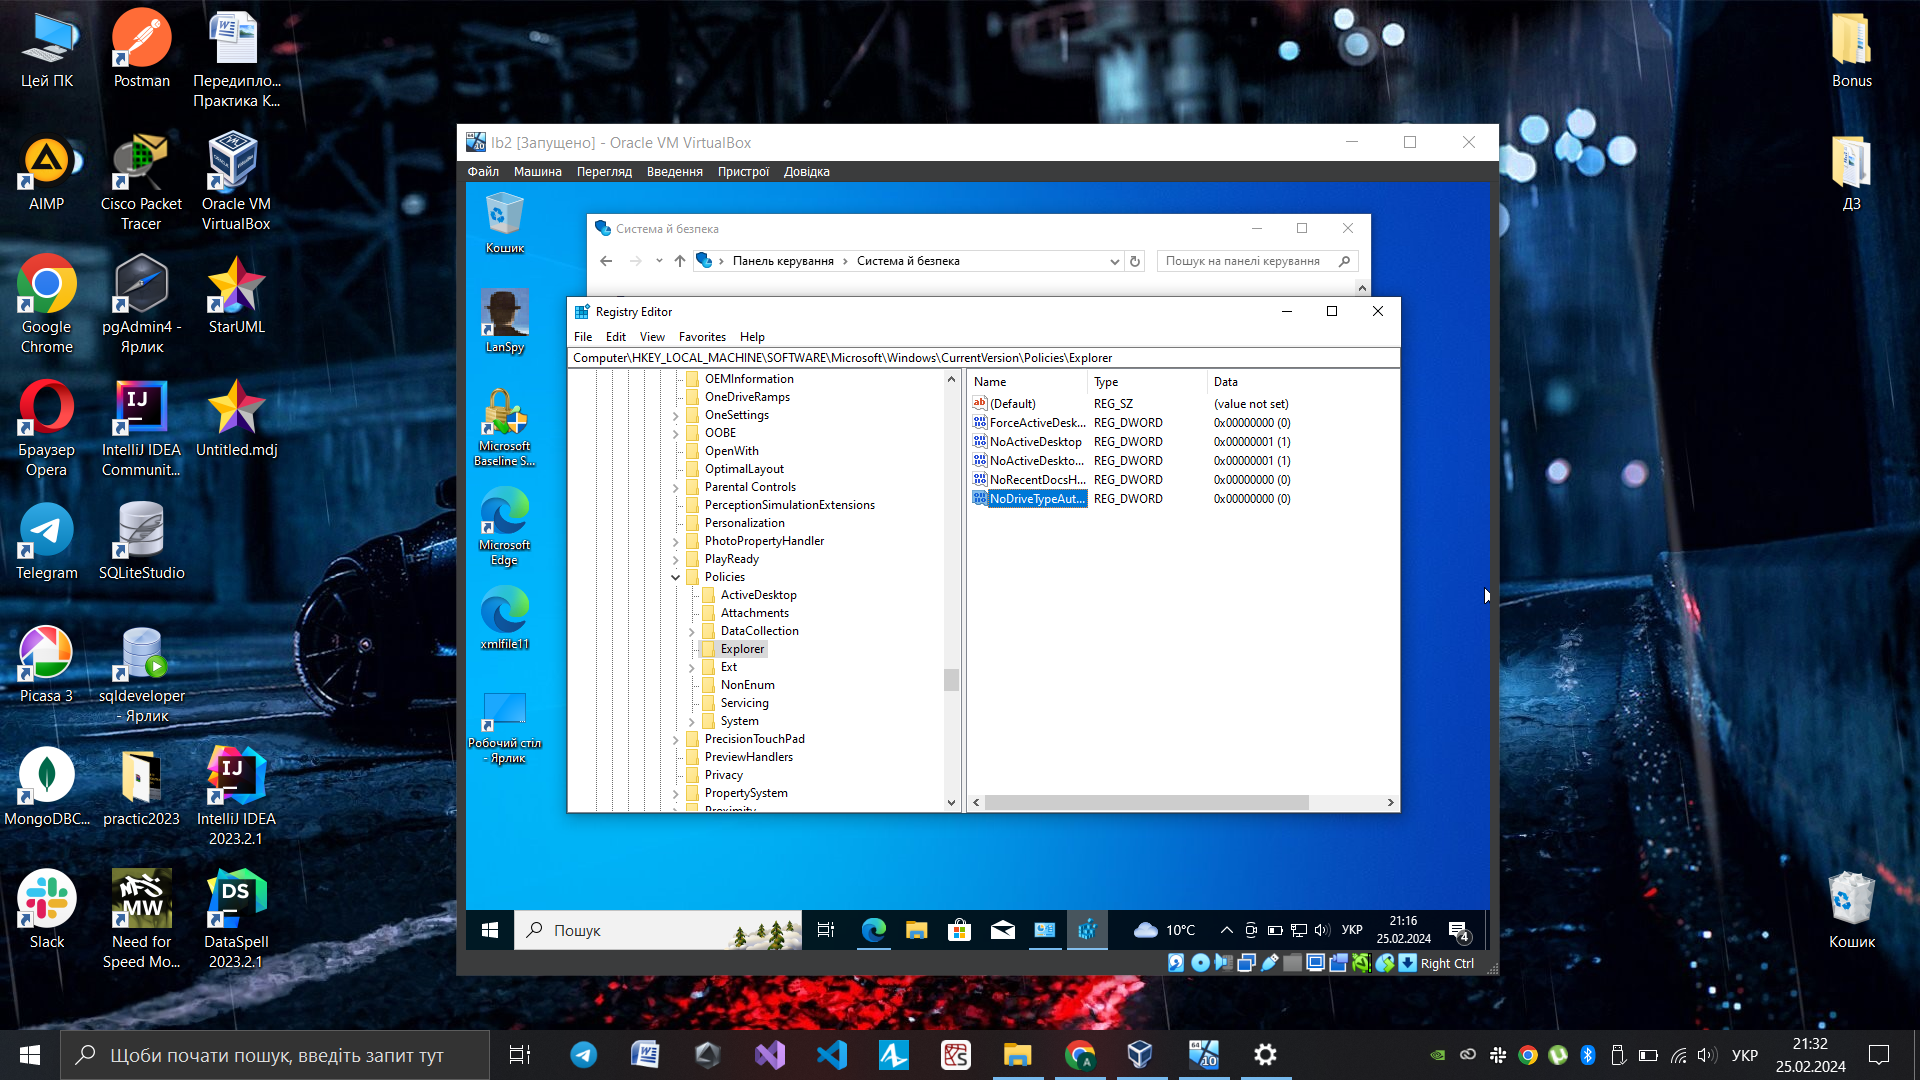 Цей ПК
Postman
Передипло...
Практика К...
AIMP
Cisco Packet
Tracer
Oracle VM
VirtualBox
Google
Chrome
pgAdmin4 -
Ярлик
StarUML
Браузер
Opera
IntelliJ IDEA
Communit...
Untitled.mdj
Telegram
SQLiteStudio
Picasa 3
sqldeveloper
- Ярлик
MongoDBC...
practic2023
IntelliJ IDEA
2023.2.1
Slack
Need for
Speed Mo...
DataSpell
2023.2.1
Bonus
ДЗ
Кошик
Ib2 [Запущено] - Oracle VM VirtualBox
Файл Машина Перегляд Введення Пристрої Довідка
Кошик
LanSpy
Microsoft
Baseline S...
Microsoft
Edge
xmlfile11
Робочий стіл
- Ярлик
Система й безпека
Панель керування
Система й безпека
Пошук на панелі керування
Registry Editor
File Edit View Favorites Help
Computer\HKEY_LOCAL_MACHINE\SOFTWARE\Microsoft\Windows\CurrentVersion\Policies\Explorer
OEMInformation
OneDriveRamps
OneSettings
OOBE
OpenWith
OptimalLayout
Parental Controls
PerceptionSimulationExtensions
Personalization
PhotoPropertyHandler
PlayReady
Policies
ActiveDesktop
Attachments
DataCollection
Explorer
Ext
NonEnum
Servicing
System
PrecisionTouchPad
PreviewHandlers
Privacy
PropertySystem
Proximity
Name Type Data
(Default) REG_SZ (value not set)
ForceActiveDesk... REG_DWORD 0x00000000 (0)
NoActiveDesktop REG_DWORD 0x00000001 (1)
NoActiveDeskto... REG_DWORD 0x00000001 (1)
NoRecentDocsH... REG_DWORD 0x00000000 (0)
NoDriveTypeAut... REG_DWORD 0x00000000 (0)
Пошук
10°C
УКР
21:16
25.02.2024
4
Right Ctrl
Щоби почати пошук, введіть запит тут
УКР
21:32
25.02.2024